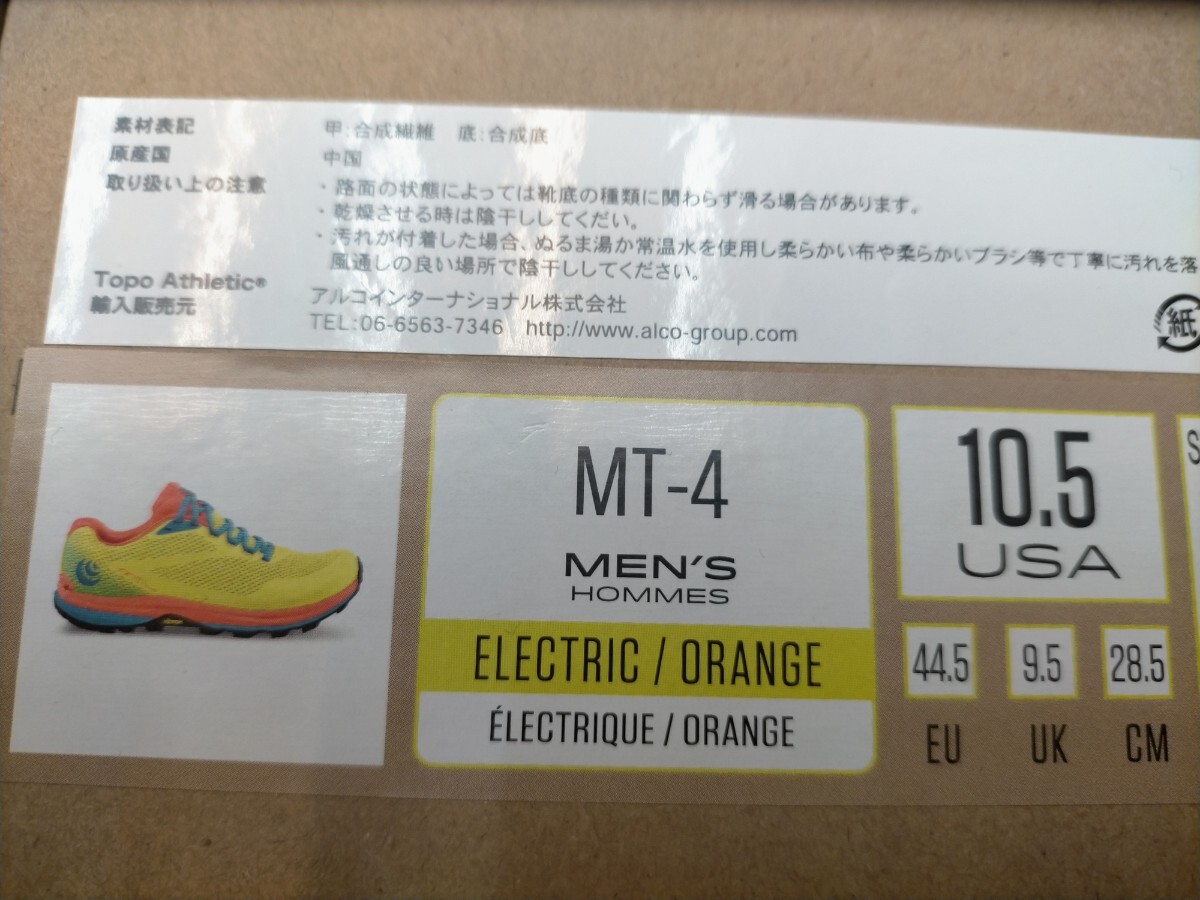 素材表記 甲:合成繊維 底:合成底
原産国 中国
取り扱い上の注意 ・路面の状態によっては靴底の種類に関わらず滑る場合があります。
・乾燥させる時は陰干ししてくだい。
・汚れが付着した場合、ぬるま湯か常温水を使用し柔らかい布や柔らかいブラシ等で丁寧に汚れを落
風通しの良い場所で陰干ししてください。
Topo Athletic® アルコインターナショナル株式会社
輸入販売元 TEL:06-6563-7346 http://www.alco-group.com
紙
MT-4
MEN'S
HOMMES
ELECTRIC / ORANGE
ÉLECTRIQUE / ORANGE
10.5
USA
44.5 9.5 28.5
EU UK CM